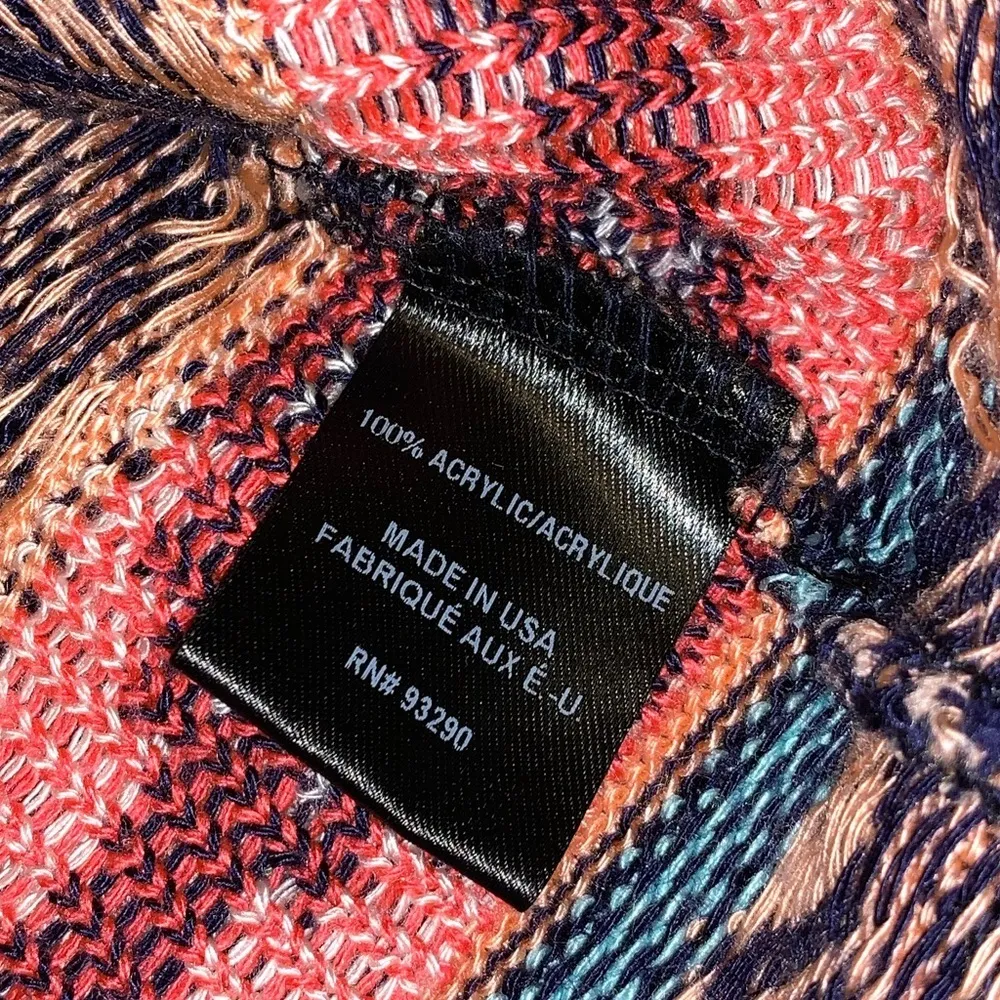 100% ACRYLIC/ACRYLIQUE
MADE IN USA
FABRIQUÉ AUX É.-U.
RN# 93290